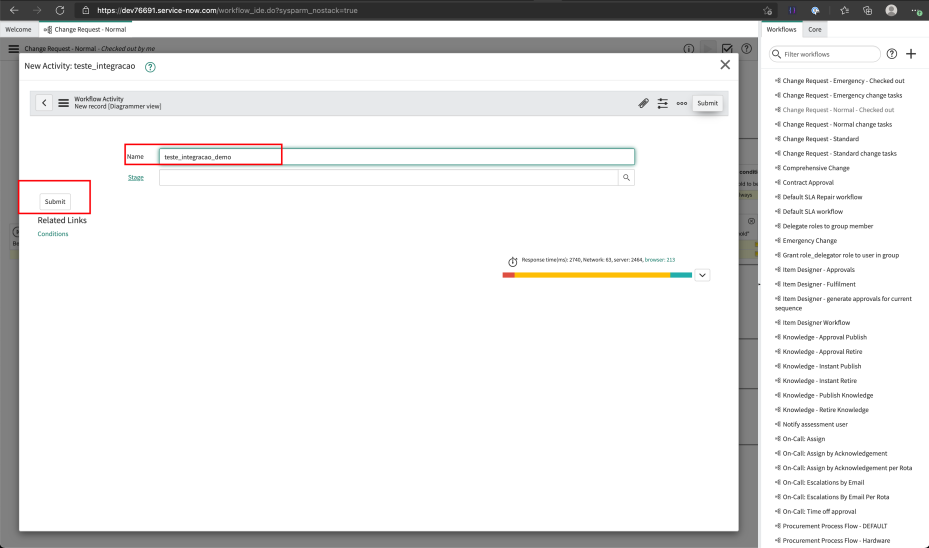 https://dev76691.service-now.com/workflow_ide.do?sysparm_nostack=true
Welcome
Change Request - Normal
Workflows
Core
Change Request - Normal - Checked out by me
Filter workflows
New Activity: teste_integracao
Workflow Activity
New record [Diagrammer view]
Submit
Name
teste_integracao_demo
Stage
Submit
Related Links
Conditions
Response time(ms): 2740, Network: 63, server: 2464, browser: 213
Change Request - Emergency - Checked out
Change Request - Emergency change tasks
Change Request - Normal - Checked out
Change Request - Normal change tasks
Change Request - Standard
Change Request - Standard change tasks
Comprehensive Change
Contract Approval
Default SLA Repair workflow
Default SLA workflow
Delegate roles to group member
Emergency Change
Grant role_delegator role to user in group
Item Designer - Approvals
Item Designer - Fulfilment
Item Designer - generate approvals for current
sequence
Item Designer Workflow
Knowledge - Approval Publish
Knowledge - Approval Retire
Knowledge - Instant Publish
Knowledge - Instant Retire
Knowledge - Publish Knowledge
Knowledge - Retire Knowledge
Notify assessment user
On-Call: Assign
On-Call: Assign by Acknowledgement
On-Call: Assign by Acknowledgement per Rota
On-Call: Escalations by Email
On-Call: Escalations By Email Per Rota
On-Call: Time off approval
Procurement Process Flow - DEFAULT
Procurement Process Flow - Hardware